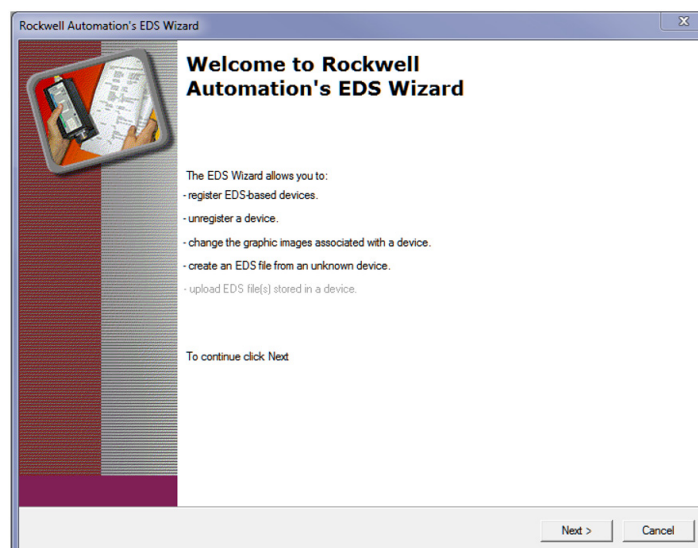 Rockwell Automation's EDS Wizard
Welcome to Rockwell
Automation's EDS Wizard
The EDS Wizard allows you to:
- register EDS-based devices.
- unregister a device.
- change the graphic images associated with a device.
- create an EDS file from an unknown device.
- upload EDS file(s) stored in a device.
To continue click Next
Next >
Cancel